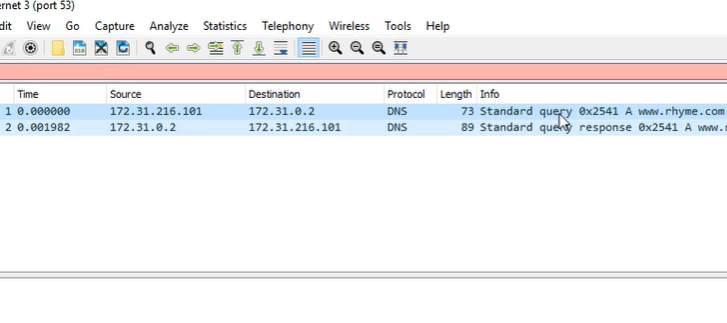 ernet 3 (port 53)
dit View Go Capture Analyze Statistics Telephony Wireless Tools Help
Time Source Destination Protocol Length Info
1 0.000000 172.31.216.101 172.31.0.2 DNS 73 Standard query 0x2541 A www.rhyme.com
2 0.001982 172.31.0.2 172.31.216.101 DNS 89 Standard query response 0x2541 A www.r